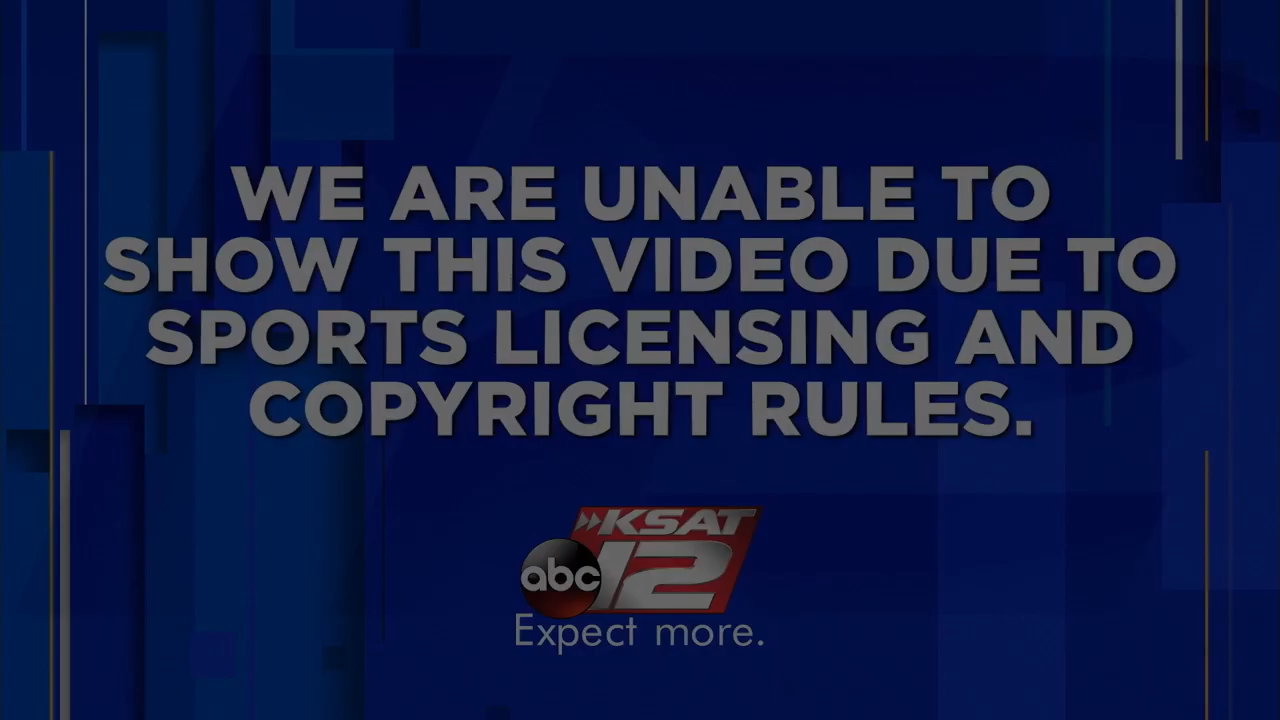 WE ARE UNABLE TO
SHOW THIS VIDEO DUE TO
SPORTS LICENSING AND
COPYRIGHT RULES.
KSAT
abc 12
Expect more.